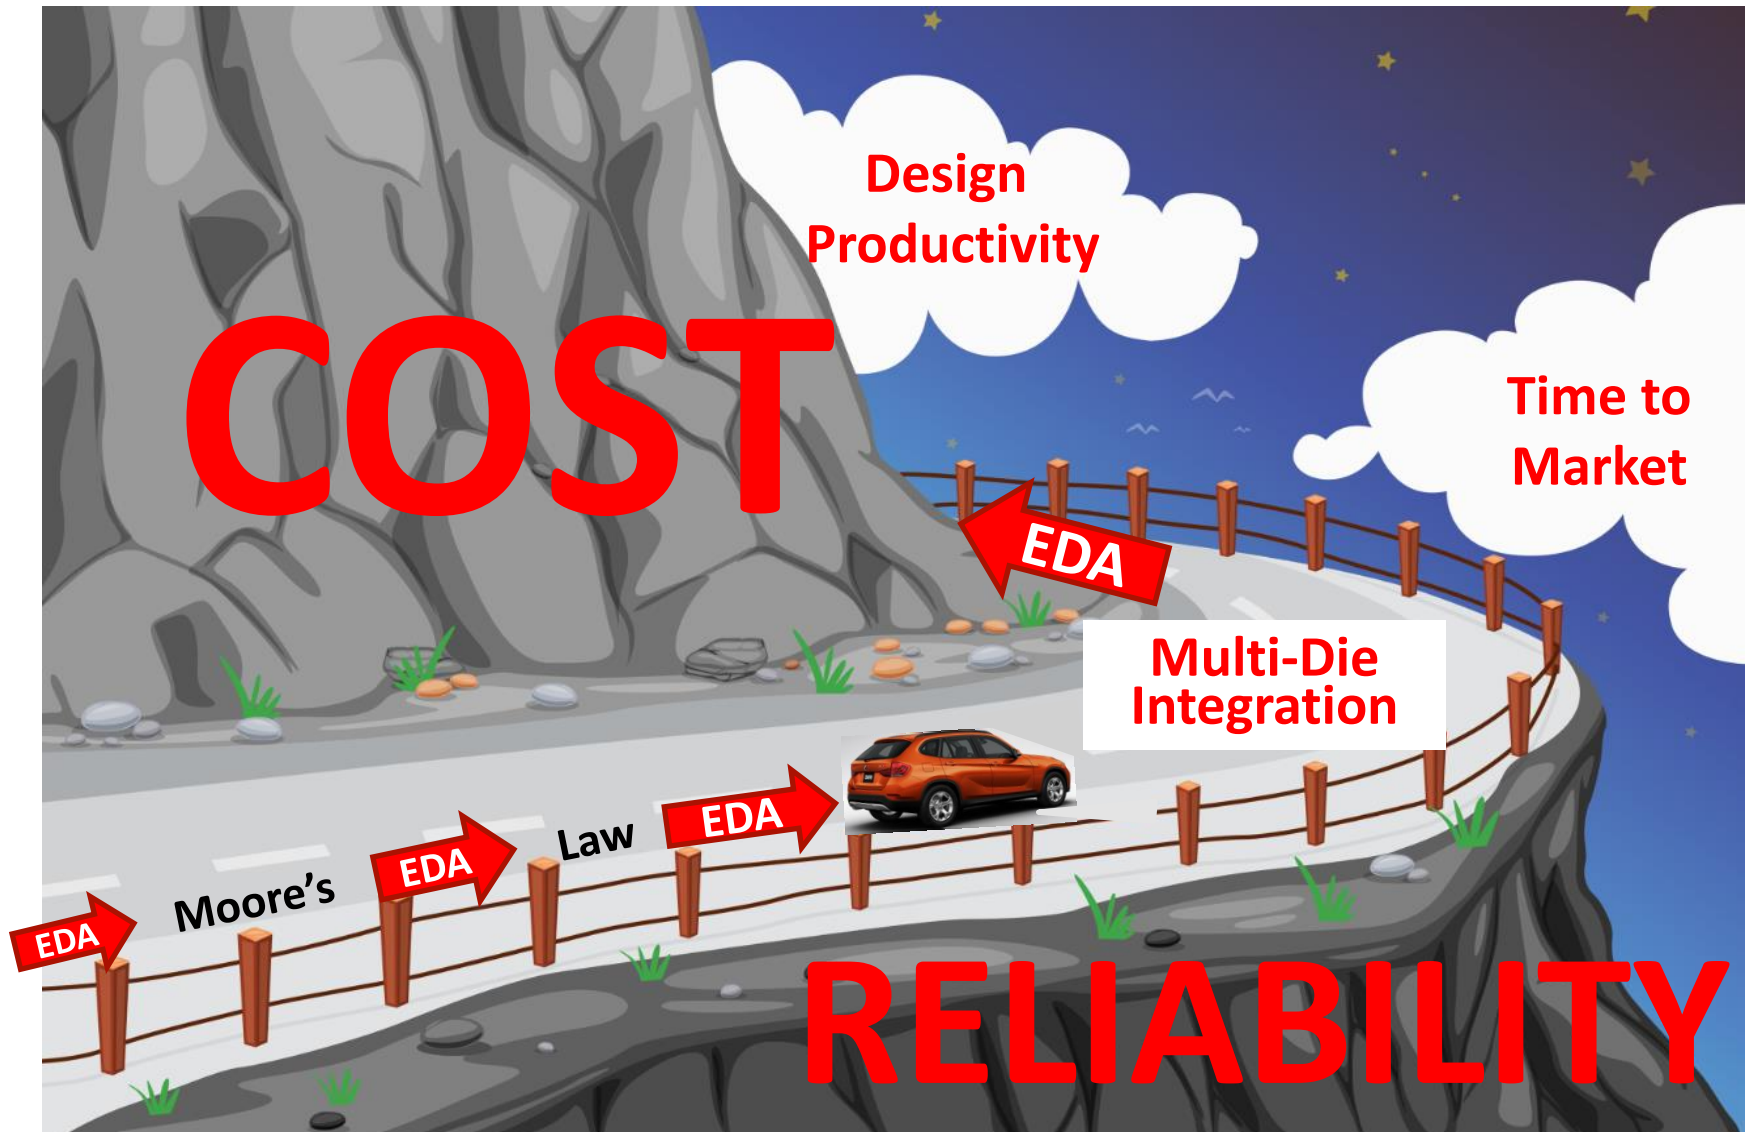 Design
Productivity
COST
Time to
Market
EDA
Multi-Die
Integration
EDA
Moore’s
EDA
Law
EDA
RELIABILITY